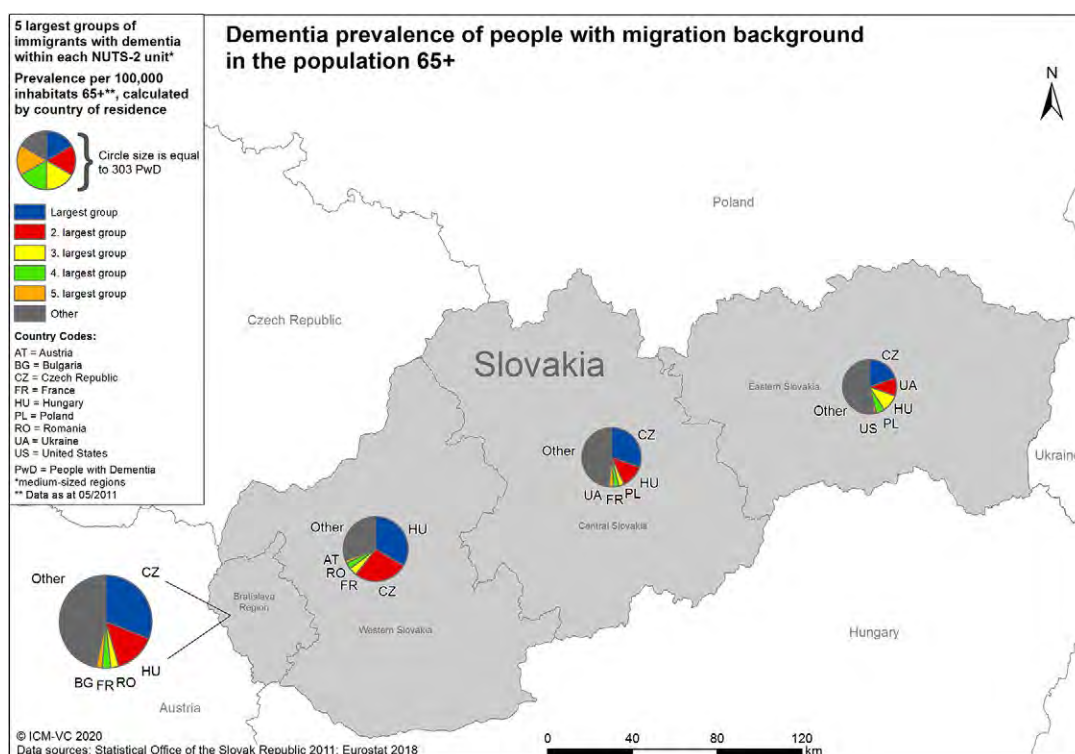 5 largest groups of
immigrants with dementia
within each NUTS-2 unit*
Prevalence per 100,000
inhabitats 65+**, calculated
by country of residence
Circle size is equal
to 303 PwD
Largest group
2. largest group
3. largest group
4. largest group
5. largest group
Other
Country Codes:
AT = Austria
BG = Bulgaria
CZ = Czech Republic
FR = France
HU = Hungary
PL = Poland
RO = Romania
UA = Ukraine
US = United States
PwD = People with Dementia
*medium-sized regions
** Data as at 05/2011
Dementia prevalence of people with migration background
in the population 65+
N
Poland
Czech Republic
Slovakia
Eastern Slovakia
CZ
UA
HU
PL
US
Other
Ukraine
Other
CZ
HU
PL
FR
UA
Central Slovakia
Other
HU
AT
RO
FR
CZ
Western Slovakia
Bratislava
Region
Other
CZ
HU
RO
FR
BG
Hungary
Austria
© ICM-VC 2020
Data sources: Statistical Office of the Slovak Republic 2011; Eurostat 2018
0 20 40 80 120
km